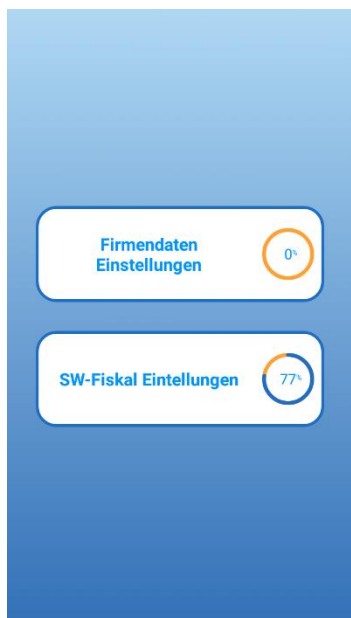 Firmendaten
Einstellungen
0%
SW-Fiskal Eintellungen
77%